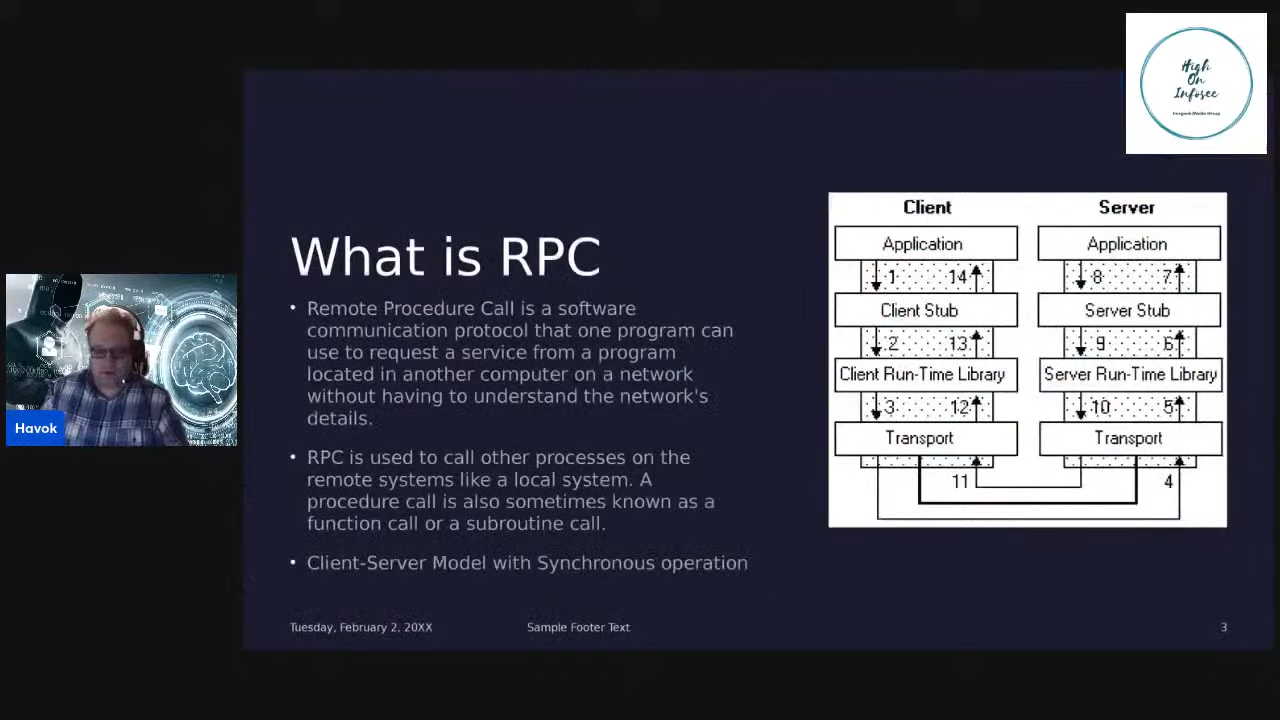 High
On
Infosec
What is RPC
• Remote Procedure Call is a software
communication protocol that one program can
use to request a service from a program
located in another computer on a network
without having to understand the network's
details.
• RPC is used to call other processes on the
remote systems like a local system. A
procedure call is also sometimes known as a
function call or a subroutine call.
• Client-Server Model with Synchronous operation
Client Server
Application Application
1 14 8 7
Client Stub Server Stub
2 13 9 6
Client Run-Time Library Server Run-Time Library
3 12 10 5
Transport Transport
11 4
Havok
Tuesday, February 2, 20XX Sample Footer Text 3